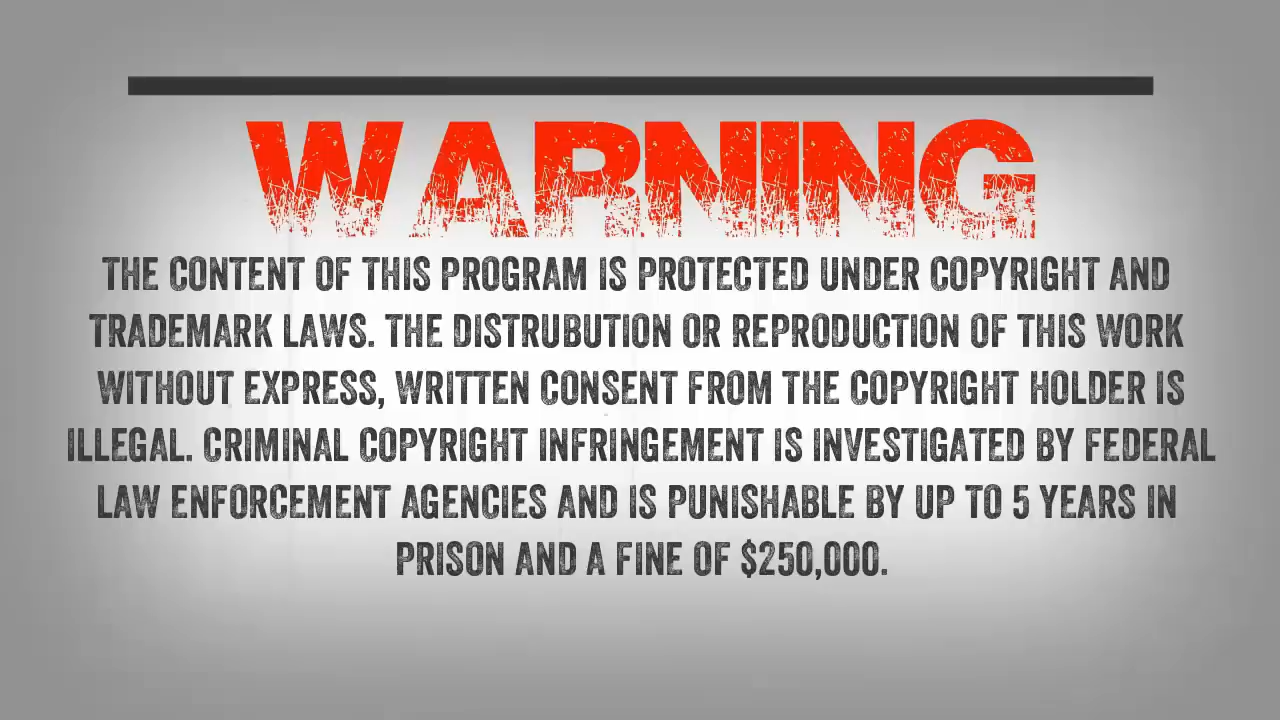 WARNING
THE CONTENT OF THIS PROGRAM IS PROTECTED UNDER COPYRIGHT AND
TRADEMARK LAWS. THE DISTRUBUTION OR REPRODUCTION OF THIS WORK
WITHOUT EXPRESS, WRITTEN CONSENT FROM THE COPYRIGHT HOLDER IS
ILLEGAL. CRIMINAL COPYRIGHT INFRINGEMENT IS INVESTIGATED BY FEDERAL
LAW ENFORCEMENT AGENCIES AND IS PUNISHABLE BY UP TO 5 YEARS IN
PRISON AND A FINE OF $250,000.